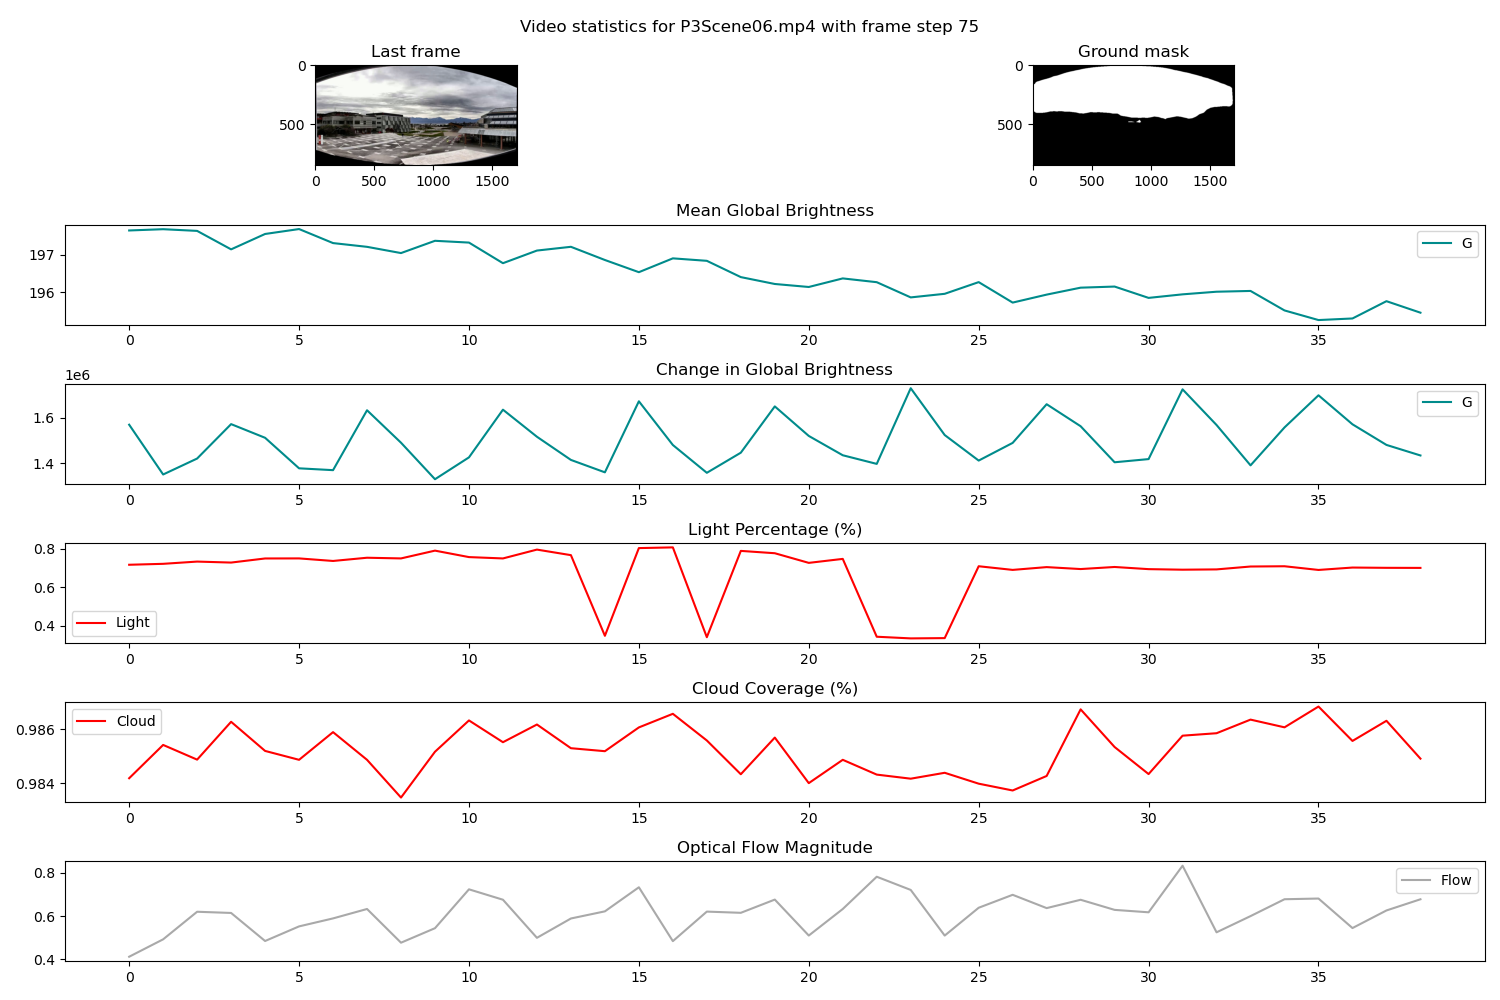 Video statistics for P3Scene06.mp4 with frame step 75
Last frame
0
500
0 500 1000 1500
Ground mask
0
500
0 500 1000 1500
Mean Global Brightness
197
196
G
0 5 10 15 20 25 30 35
Change in Global Brightness
1e6
1.6
1.4
G
0 5 10 15 20 25 30 35
Light Percentage (%)
0.8
0.6
0.4
Light
0 5 10 15 20 25 30 35
Cloud Coverage (%)
0.986
0.984
Cloud
0 5 10 15 20 25 30 35
Optical Flow Magnitude
0.8
0.6
0.4
Flow
0 5 10 15 20 25 30 35